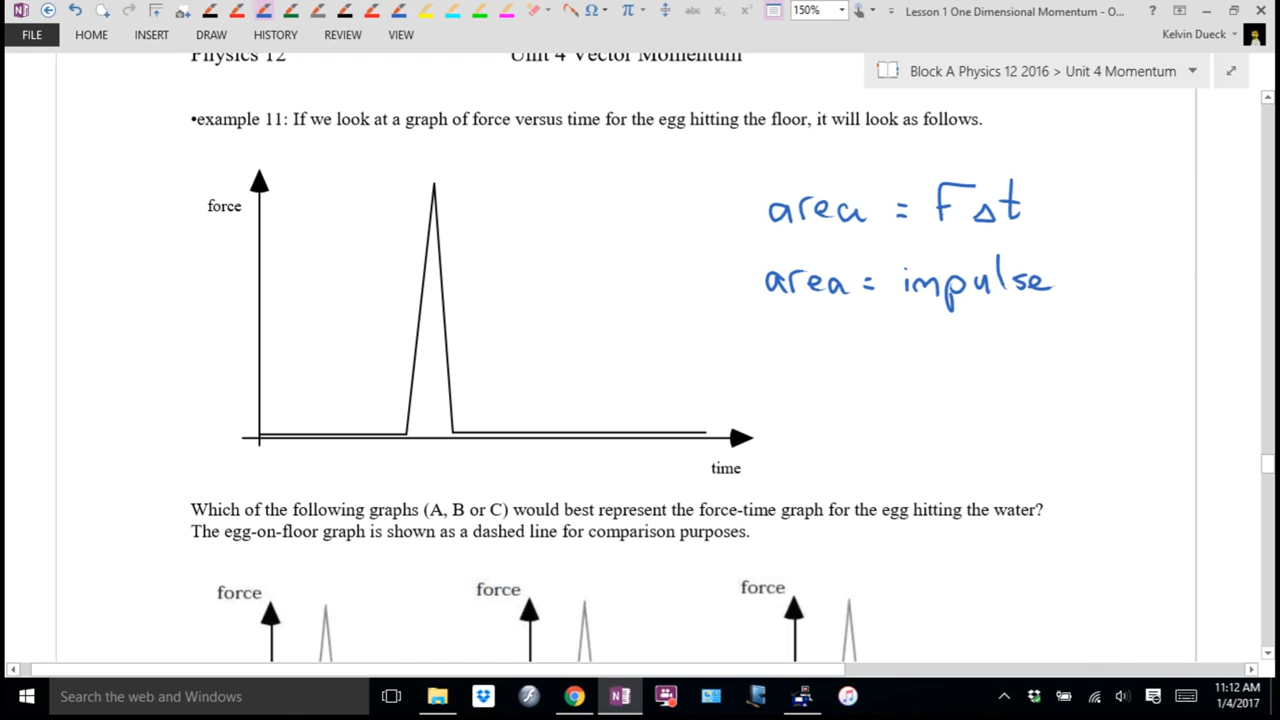 Lesson 1 One Dimensional Momentum - O...
150%
FILE HOME INSERT DRAW HISTORY REVIEW VIEW
Kelvin Dueck
Physics 12 Unit 4 Vector Momentum
Block A Physics 12 2016 > Unit 4 Momentum
•example 11: If we look at a graph of force versus time for the egg hitting the floor, it will look as follows.
force
area = F Δt
area = impulse
time
Which of the following graphs (A, B or C) would best represent the force-time graph for the egg hitting the water?
The egg-on-floor graph is shown as a dashed line for comparison purposes.
force force force
Search the web and Windows
11:12 AM
1/4/2017